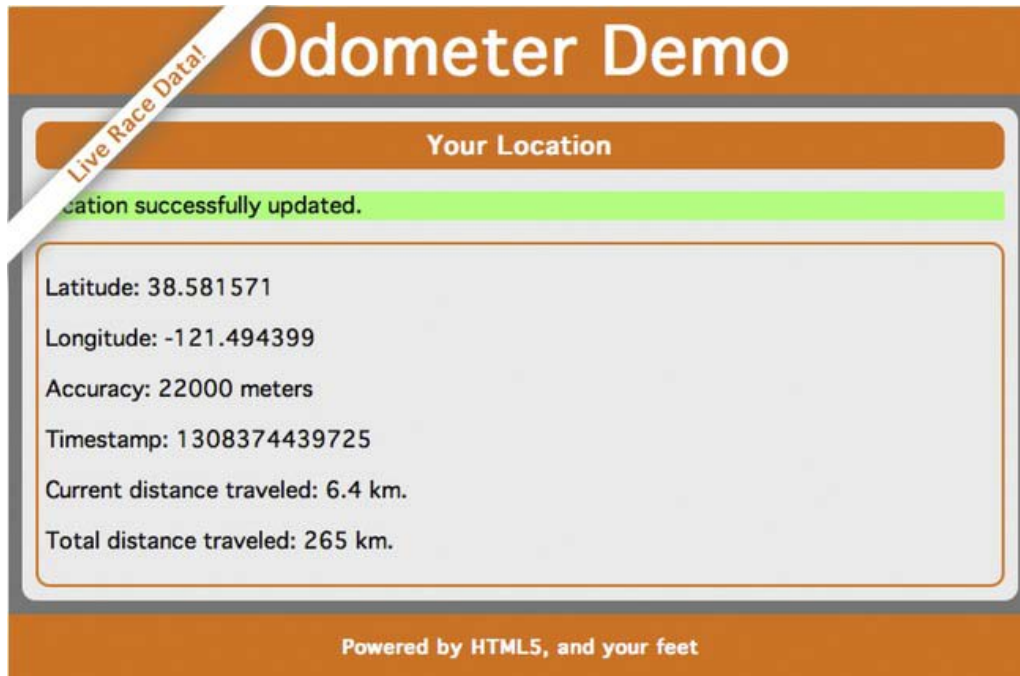 Odometer Demo
Live Race Data!
Your Location
cation successfully updated.
Latitude: 38.581571
Longitude: -121.494399
Accuracy: 22000 meters
Timestamp: 1308374439725
Current distance traveled: 6.4 km.
Total distance traveled: 265 km.
Powered by HTML5, and your feet